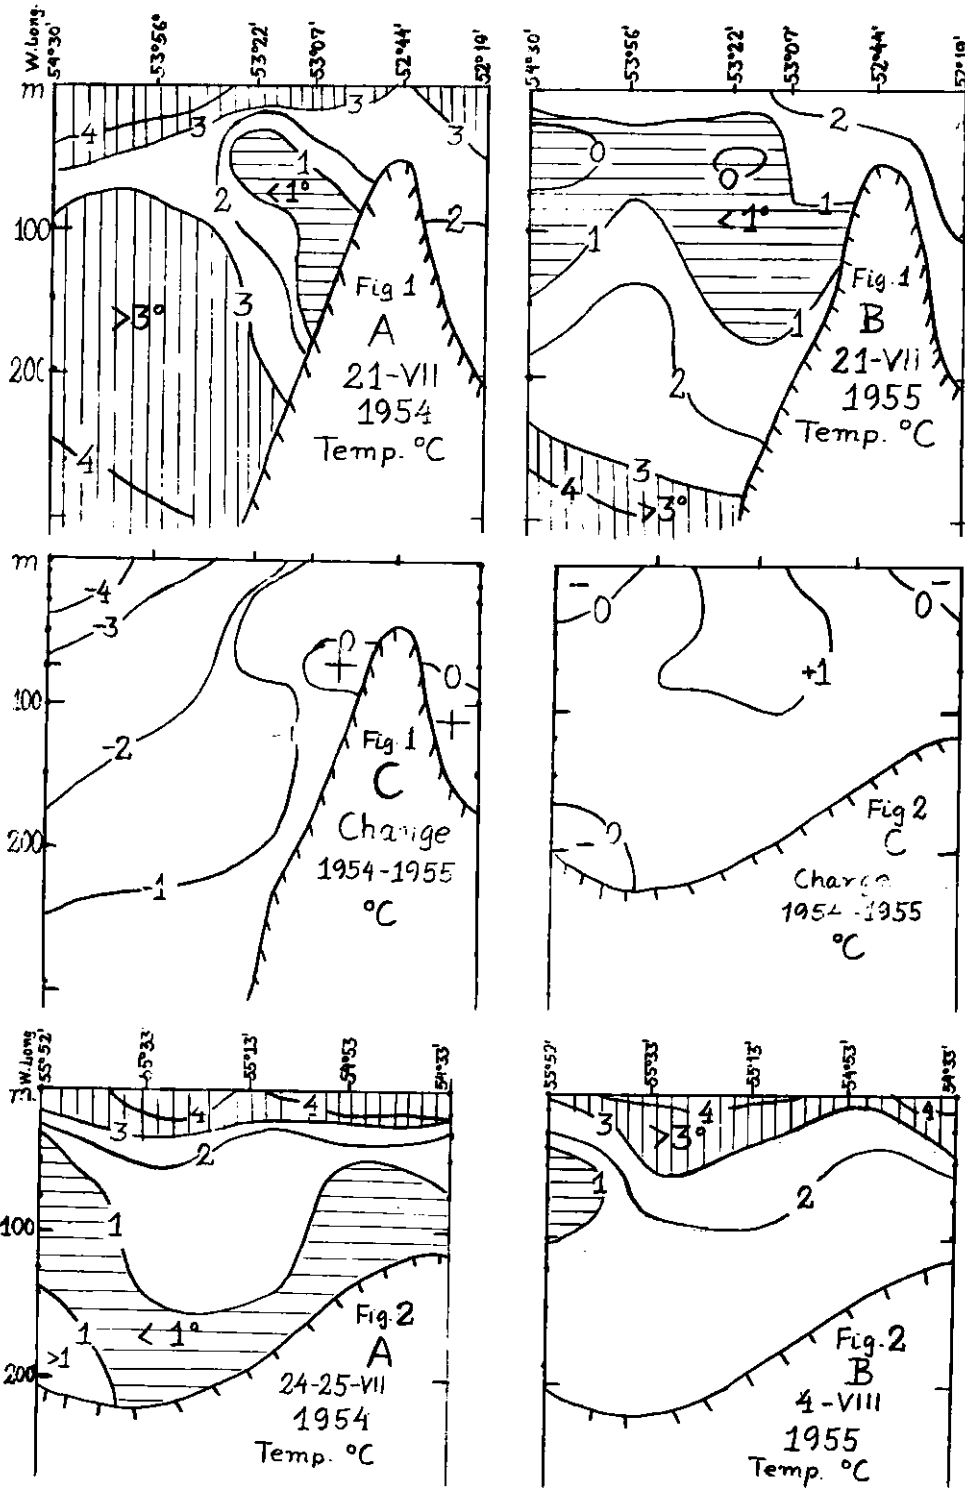 W.Long.
54°30'
53°56°
53°22'
53°07'
52°44'
52°19'
m
100
200
4
3
3
3
2
1
<1°
2
3
>3°
4
Fig 1
A
21-VII
1954
Temp. °C
54°30'
53°56'
53°22'
53°07'
52°44'
52°19'
2
0
0
<1°
1
1
1
2
3
4
>3°
Fig.1
B
21-VII
1955
Temp. °C
m
100
200
-4
-3
-2
-1
-1
0
+
0
+
Fig. 1
C
Change
1954-1955
°C
-
0
-
0
+1
0
-
Fig 2
C
Change
1954-1955
°C
W.Long
55°52'
55°33'
55°13'
54°53'
54°33'
m.
100
200
4
4
3
2
1
1
>1
<1°
Fig.2
A
24-25-VII
1954
Temp. °C
55°52'
55°33'
55°13'
54°53'
54°33'
3
4
4
>3°
1
2
Fig.2
B
4-VIII
1955
Temp. °C